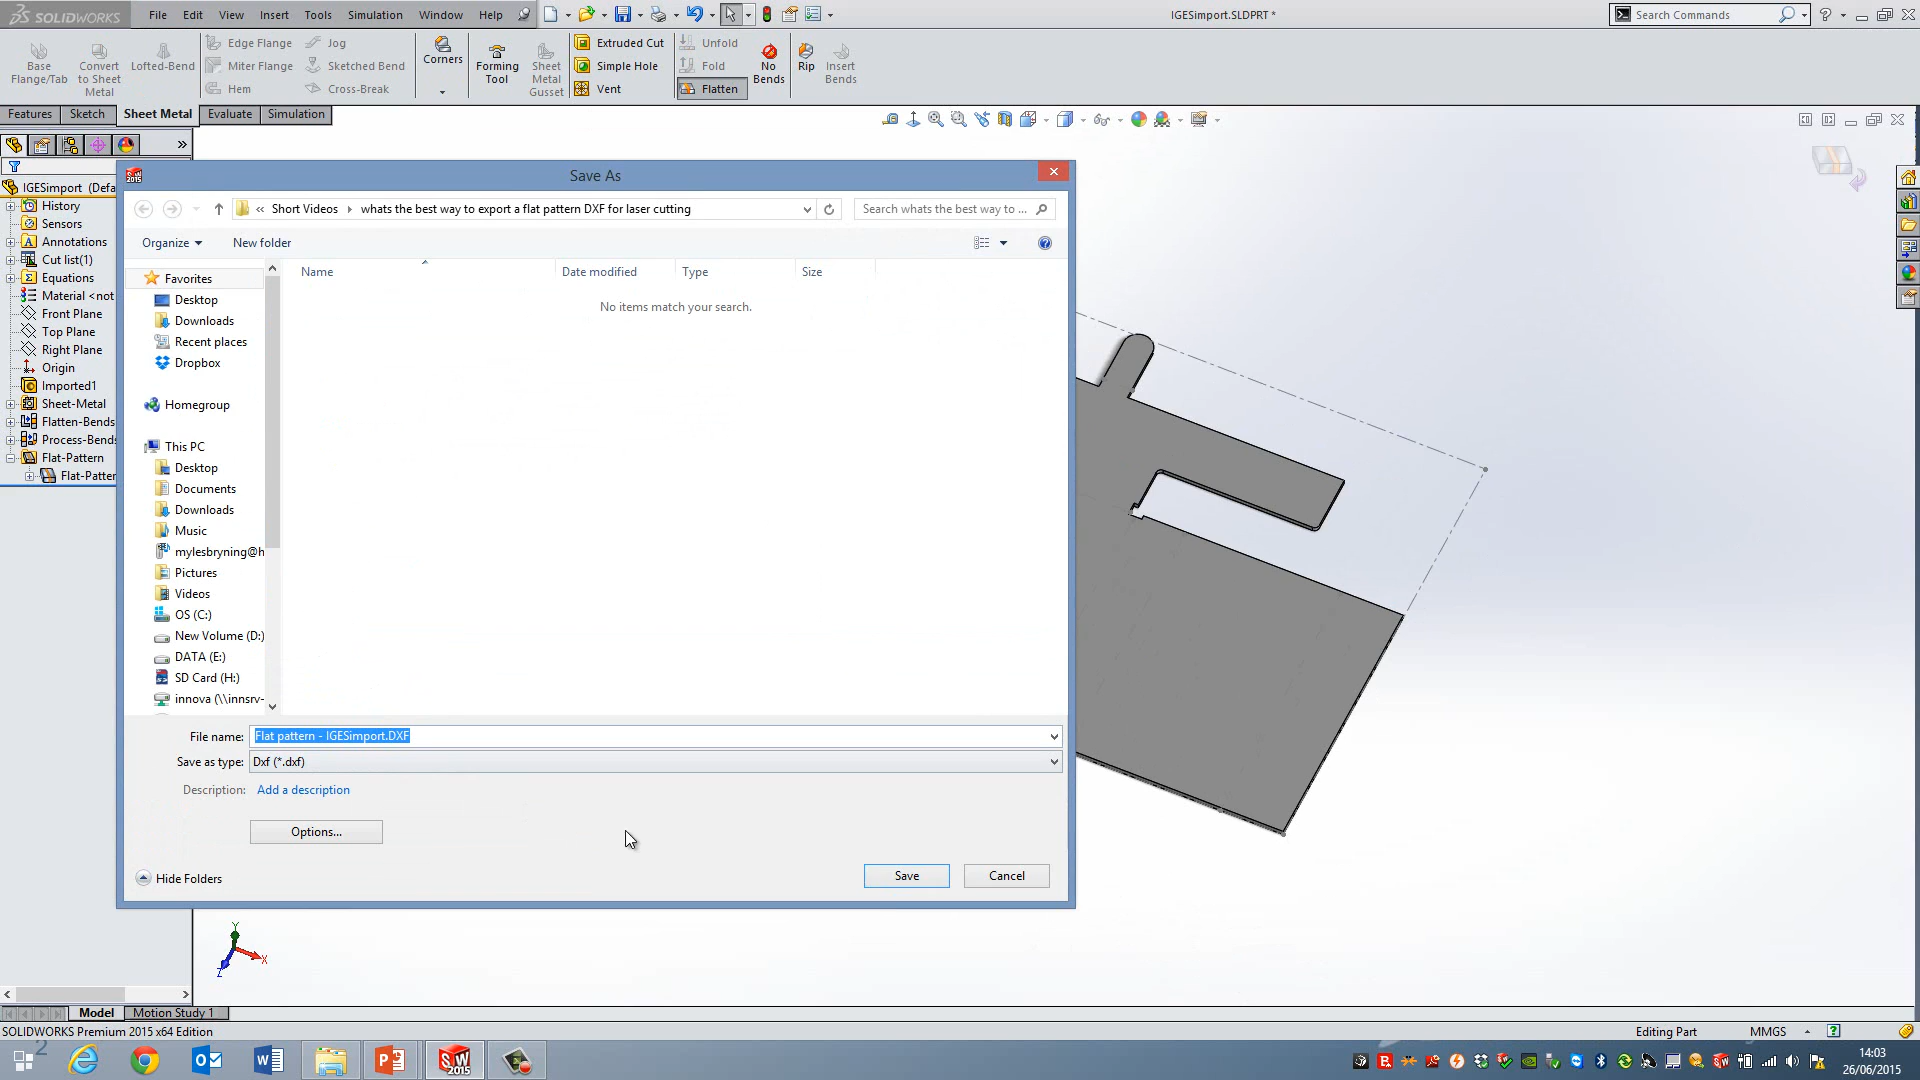 SOLIDWORKS File Edit View Insert Tools Simulation Window Help IGESimport.SLDPRT * Search Commands
Base Flange/Tab
Convert to Sheet Metal
Lofted-Bend
Edge Flange
Miter Flange
Hem
Jog
Sketched Bend
Cross-Break
Corners
Forming Tool
Sheet Metal Gusset
Extruded Cut
Simple Hole
Vent
Unfold
Fold
Flatten
No Bends
Rip
Insert Bends
Features Sketch Sheet Metal Evaluate Simulation
IGESimport (Defa
History
Sensors
Annotations
Cut list(1)
Equations
Material <not
Front Plane
Top Plane
Right Plane
Origin
Imported1
Sheet-Metal
Flatten-Bends
Process-Bends
Flat-Pattern
Flat-Patter
Save As
« Short Videos whats the best way to export a flat pattern DXF for laser cutting Search whats the best way to ...
Organize New folder
Name Date modified Type Size
No items match your search.
Favorites
Desktop
Downloads
Recent places
Dropbox
Homegroup
This PC
Desktop
Documents
Downloads
Music
mylesbryning@h
Pictures
Videos
OS (C:)
New Volume (D:)
DATA (E:)
SD Card (H:)
innova (\\innsrv-
File name: Flat pattern - IGESimport.DXF
Save as type: Dxf (*.dxf)
Description: Add a description
Options...
Hide Folders Save Cancel
Y
X
Z
Model Motion Study 1
SOLIDWORKS Premium 2015 x64 Edition Editing Part MMGS
14:03
26/06/2015